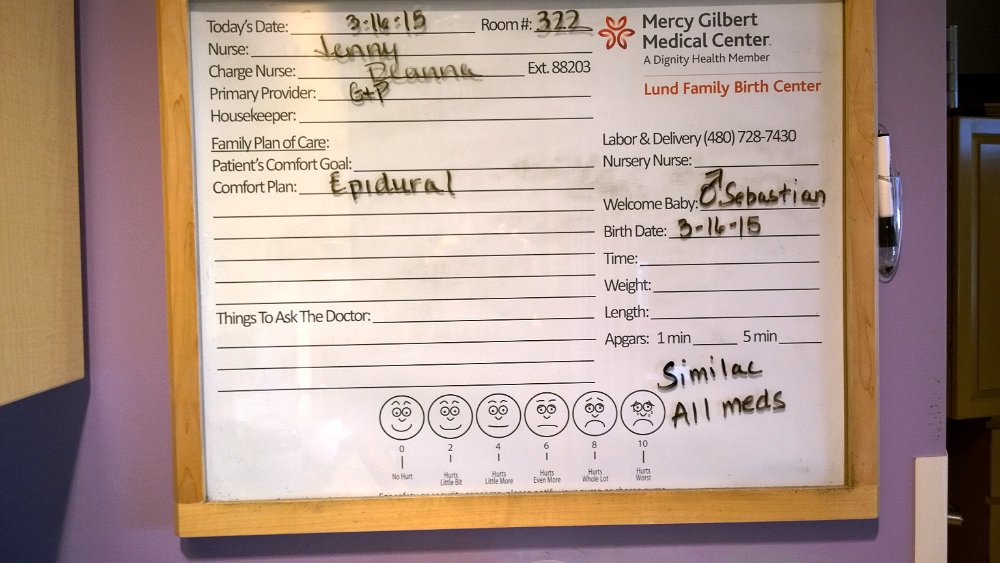 Today's Date: 3-16-15 Room #: 322
Nurse: Jenny
Charge Nurse: Deanna Ext. 88203
Primary Provider: G+P
Housekeeper:
Family Plan of Care:
Patient's Comfort Goal:
Comfort Plan: Epidural
Things To Ask The Doctor:
Mercy Gilbert
Medical Center
A Dignity Health Member
Lund Family Birth Center
Labor & Delivery (480) 728-7430
Nursery Nurse:
Welcome Baby: ♂ Sebastian
Birth Date: 3-16-15
Time:
Weight:
Length:
Apgars: 1 min 5 min
Similac
All meds
0 2 4 6 8 10
No Hurt
Hurts Little Bit
Hurts Little More
Hurts Even More
Hurts Whole Lot
Hurts Worst